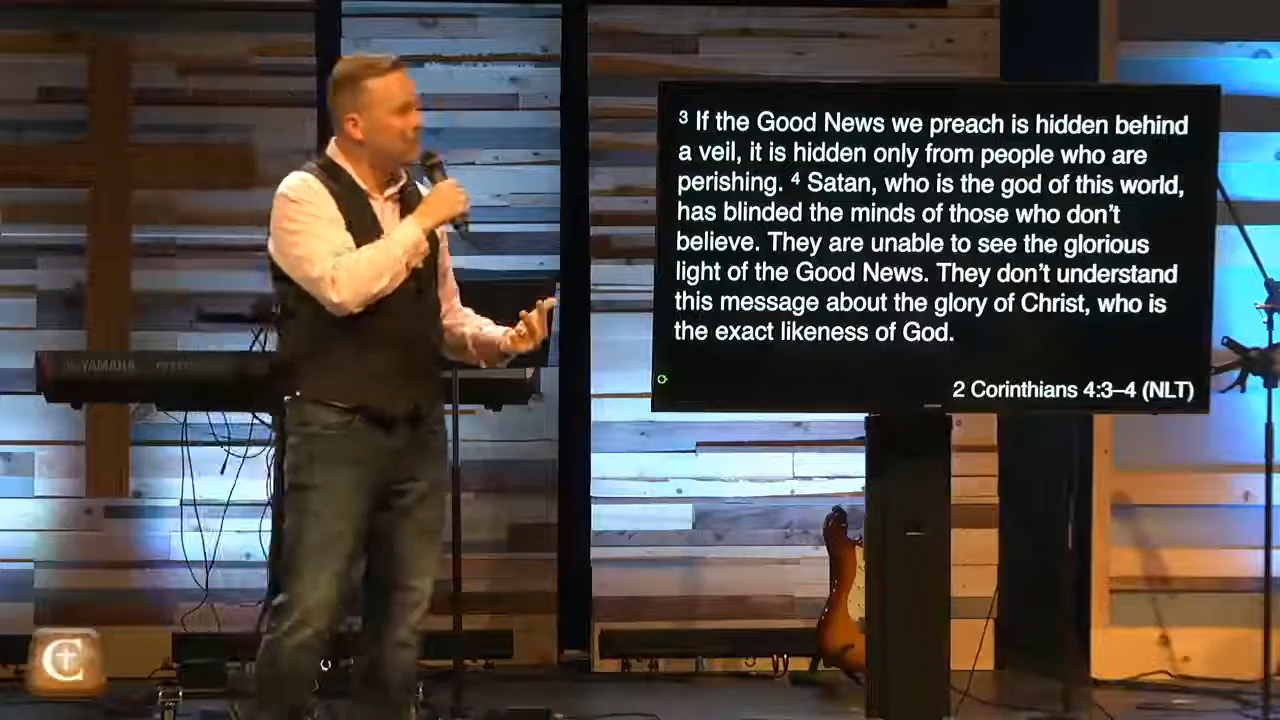 ³ If the Good News we preach is hidden behind
a veil, it is hidden only from people who are
perishing. ⁴ Satan, who is the god of this world,
has blinded the minds of those who don't
believe. They are unable to see the glorious
light of the Good News. They don't understand
this message about the glory of Christ, who is
the exact likeness of God.
2 Corinthians 4:3–4 (NLT)
YAMAHA
C